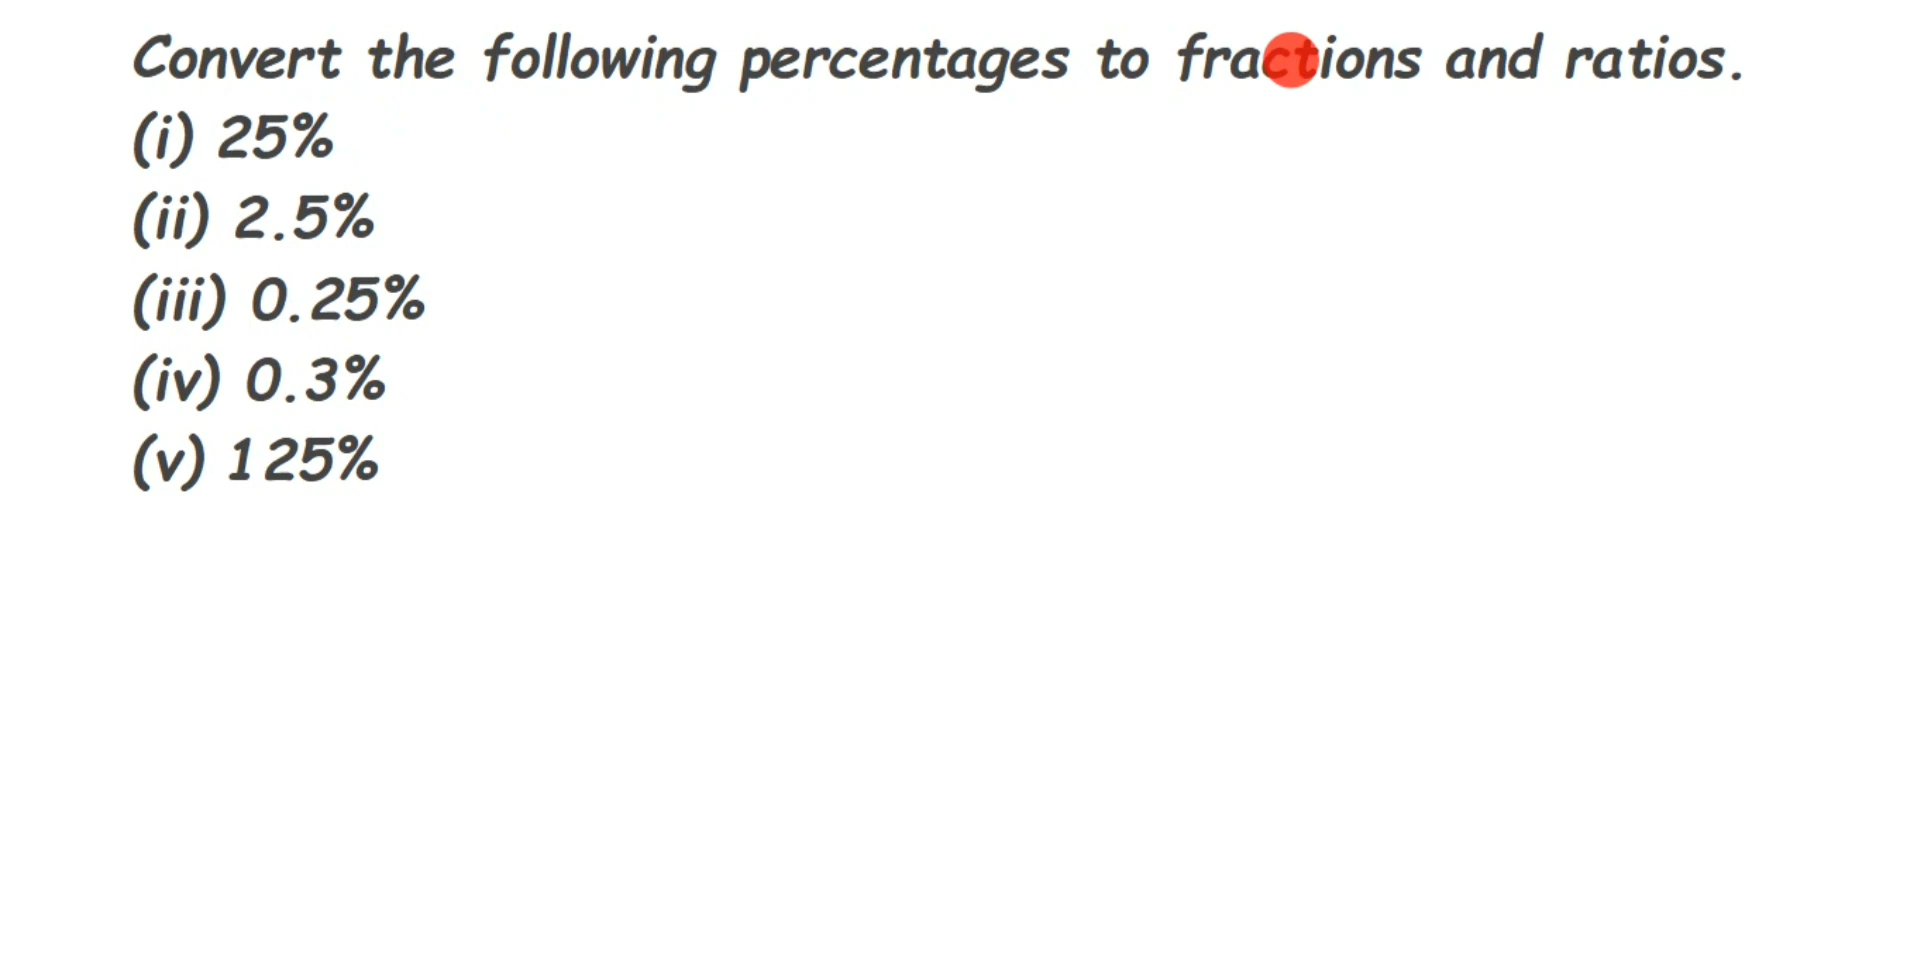 Convert the following percentages to fractions and ratios.
(i) 25%
(ii) 2.5%
(iii) 0.25%
(iv) 0.3%
(v) 125%